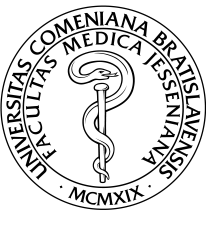 UNIVERSITAS COMENIANA BRATISLAVENSIS
FACULTAS MEDICA JESSENIANA
· MCMXIX ·